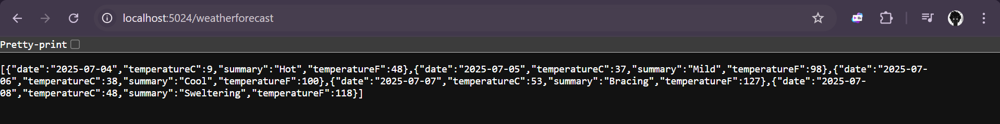 localhost:5024/weatherforecast
Pretty-print
[{"date":"2025-07-04","temperatureC":9,"summary":"Hot","temperatureF":48},{"date":"2025-07-05","temperatureC":37,"summary":"Mild","temperatureF":98},{"date":"2025-07-
06","temperatureC":38,"summary":"Cool","temperatureF":100},{"date":"2025-07-07","temperatureC":53,"summary":"Bracing","temperatureF":127},{"date":"2025-07-
08","temperatureC":48,"summary":"Sweltering","temperatureF":118}]